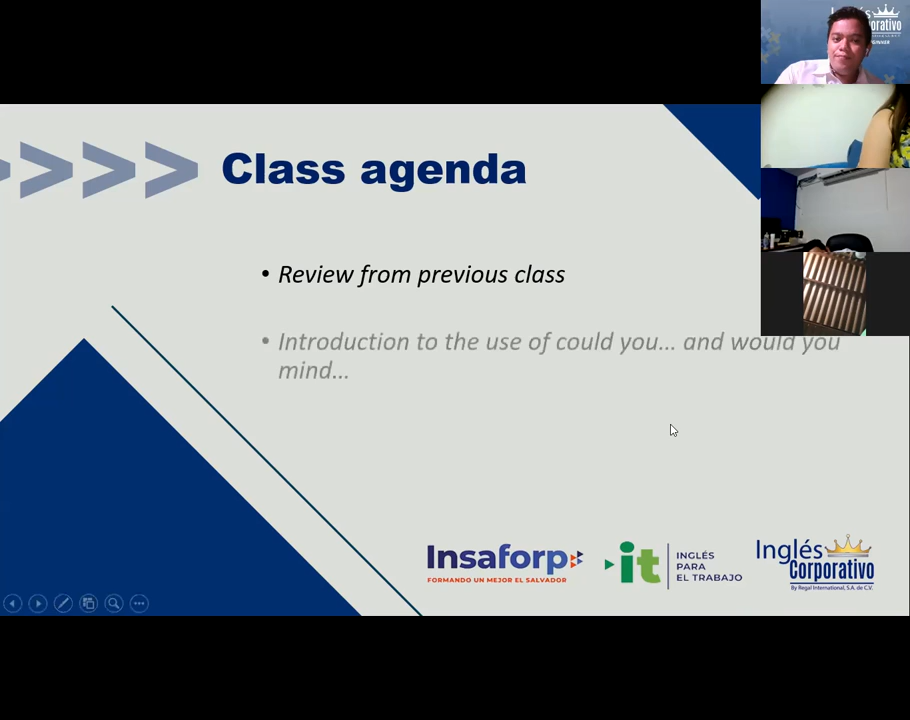 Class agenda
• Review from previous class
• Introduction to the use of could you... and would you
mind...
Insaforp
FORMANDO UN MEJOR EL SALVADOR
it
INGLÉS
PARA
EL TRABAJO
Inglés
Corporativo
By Regal International, S.A. de C.V.